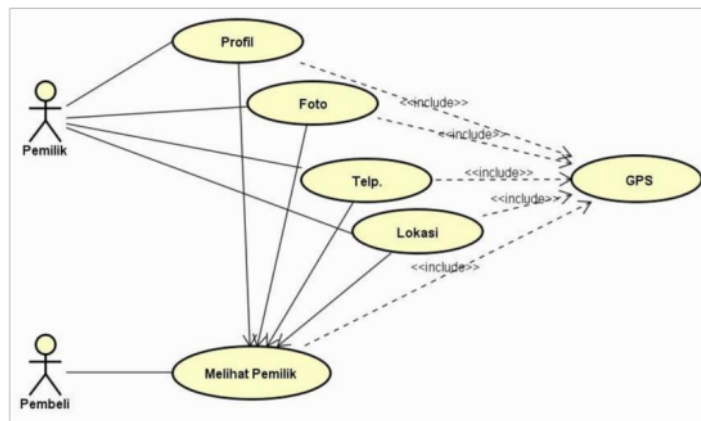 Profil
<<include>>
Foto
<<include>>
Pemilik
Telp.
<<include>>
GPS
<<include>>
Lokasi
<<include>>
Melihat Pemilik
Pembeli